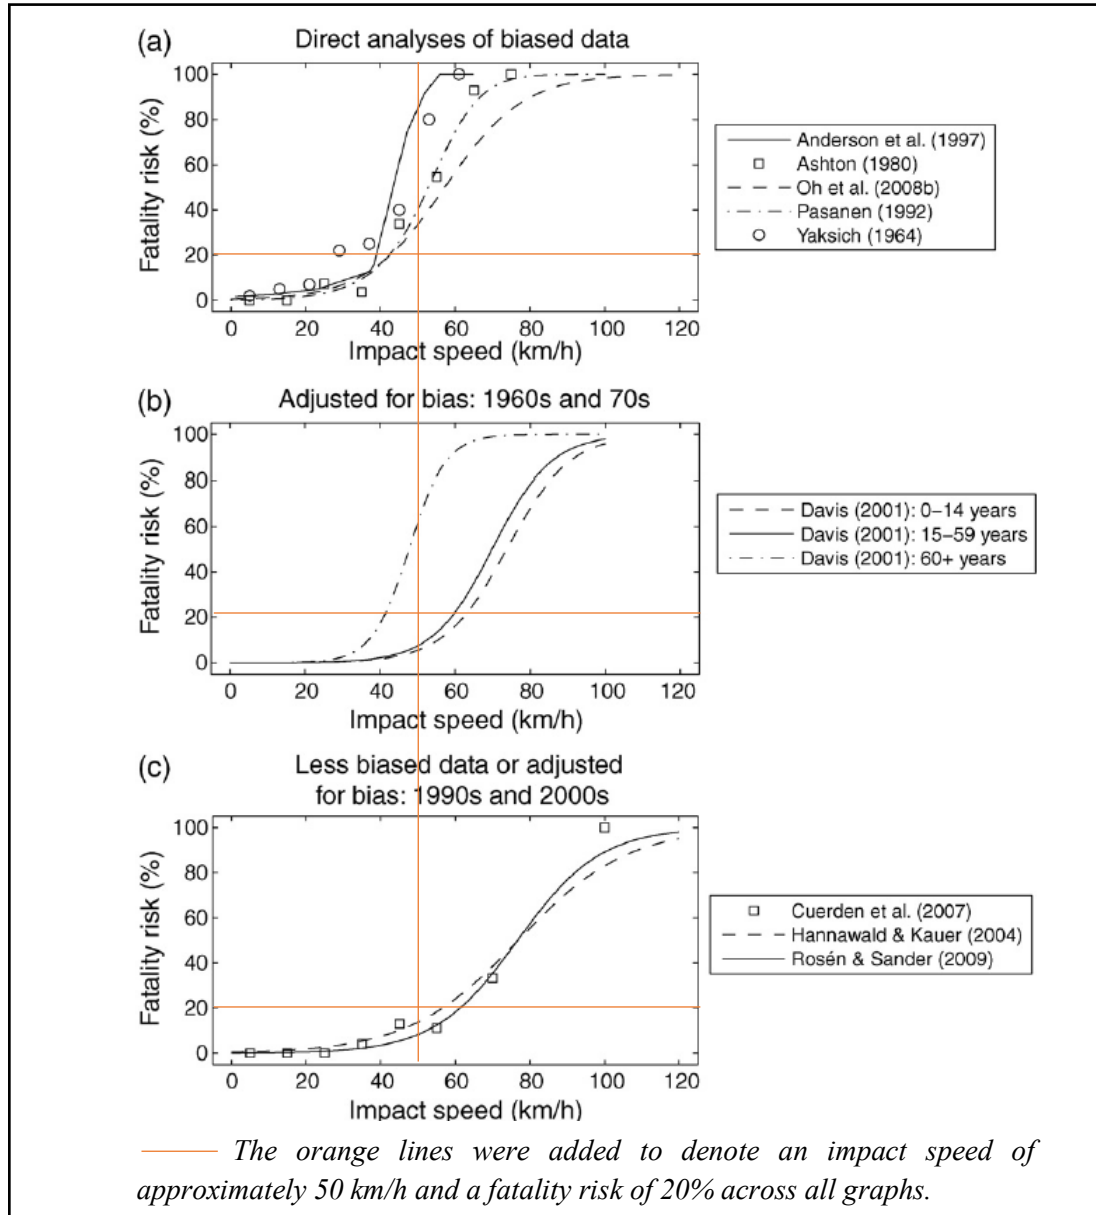 (a) Direct analyses of biased data
Fatality risk (%)
100
80
60
40
20
0
0 20 40 60 80 100 120
Impact speed (km/h)
Anderson et al. (1997)
Ashton (1980)
Oh et al. (2008b)
Pasanen (1992)
Yaksich (1964)
(b) Adjusted for bias: 1960s and 70s
Fatality risk (%)
100
80
60
40
20
0
0 20 40 60 80 100 120
Impact speed (km/h)
Davis (2001): 0–14 years
Davis (2001): 15–59 years
Davis (2001): 60+ years
(c) Less biased data or adjusted
for bias: 1990s and 2000s
Fatality risk (%)
100
80
60
40
20
0
0 20 40 60 80 100 120
Impact speed (km/h)
Cuerden et al. (2007)
Hannawald & Kauer (2004)
Rosén & Sander (2009)
The orange lines were added to denote an impact speed of
approximately 50 km/h and a fatality risk of 20% across all graphs.